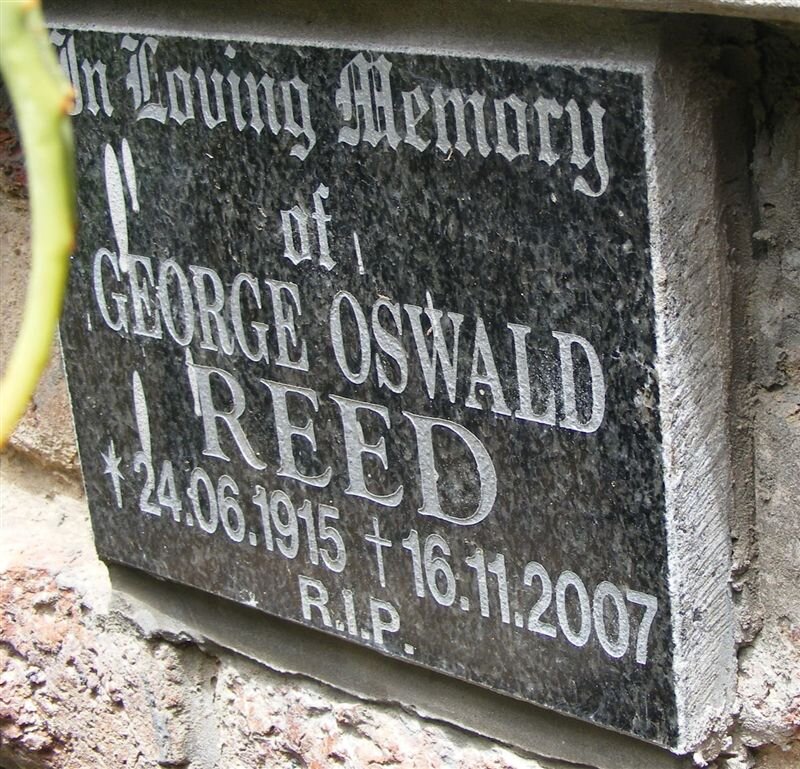 In Loving Memory
of
GEORGE OSWALD
REED
* 24.06.1915 † 16.11.2007
R.I.P.